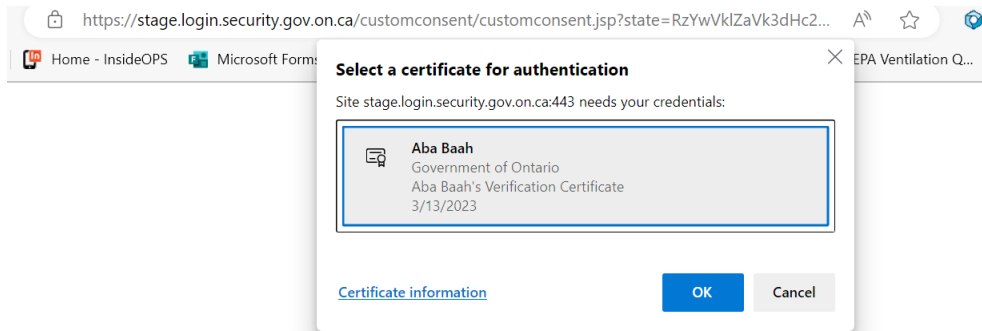 https://stage.login.security.gov.on.ca/customconsent/customconsent.jsp?state=RzYwVklZaVk3dHc2...
Home - InsideOPS Microsoft Forms EPA Ventilation Q...
Select a certificate for authentication
Site stage.login.security.gov.on.ca:443 needs your credentials:
Aba Baah
Government of Ontario
Aba Baah's Verification Certificate
3/13/2023
Certificate information OK Cancel